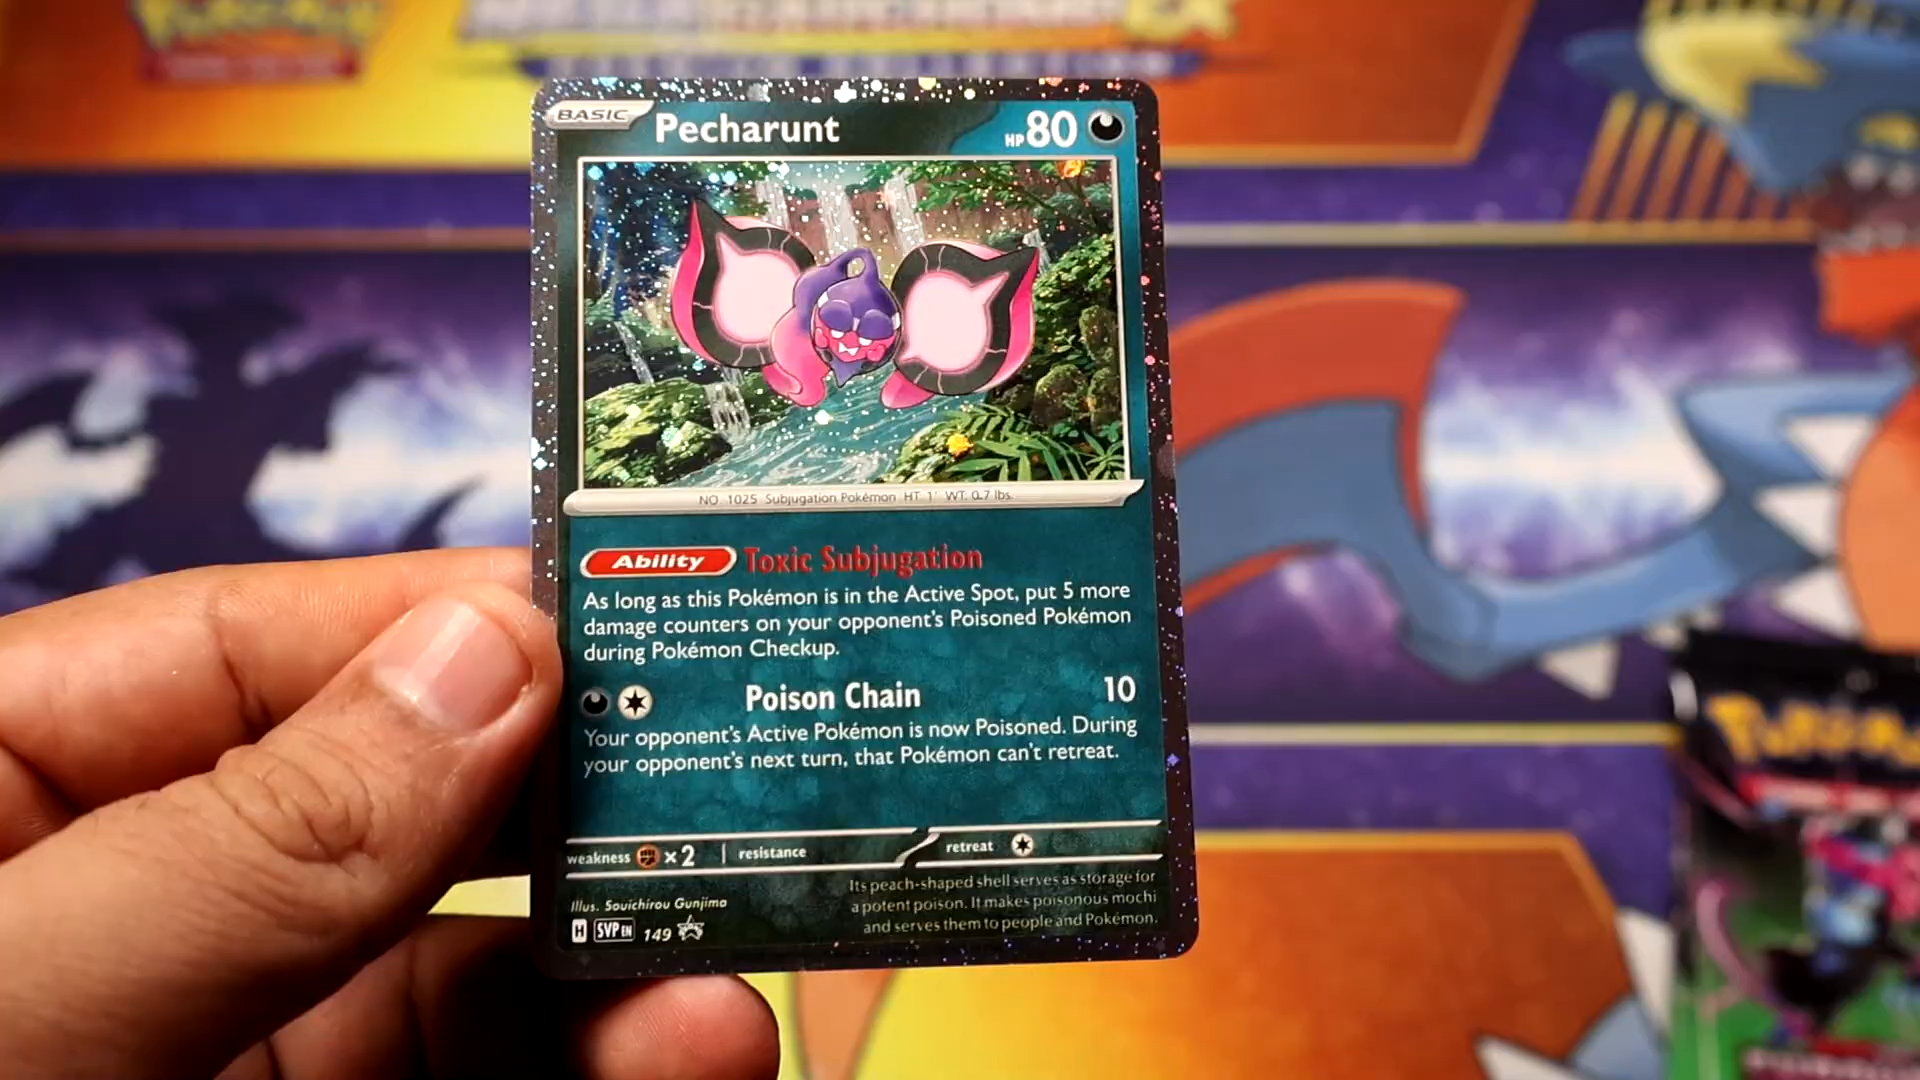 BASIC
Pecharunt
HP 80
NO. 1025 Subjugation Pokémon HT 1' WT. 0.7 lbs.
Ability Toxic Subjugation
As long as this Pokémon is in the Active Spot, put 5 more
damage counters on your opponent's Poisoned Pokémon
during Pokémon Checkup.
Poison Chain 10
Your opponent's Active Pokémon is now Poisoned. During
your opponent's next turn, that Pokémon can't retreat.
weakness ×2 resistance retreat
Its peach-shaped shell serves as storage for
a potent poison. It makes poisonous mochi
and serves them to people and Pokémon.
Illus. Souichirou Gunjima
H SVP EN 149
Pokémon